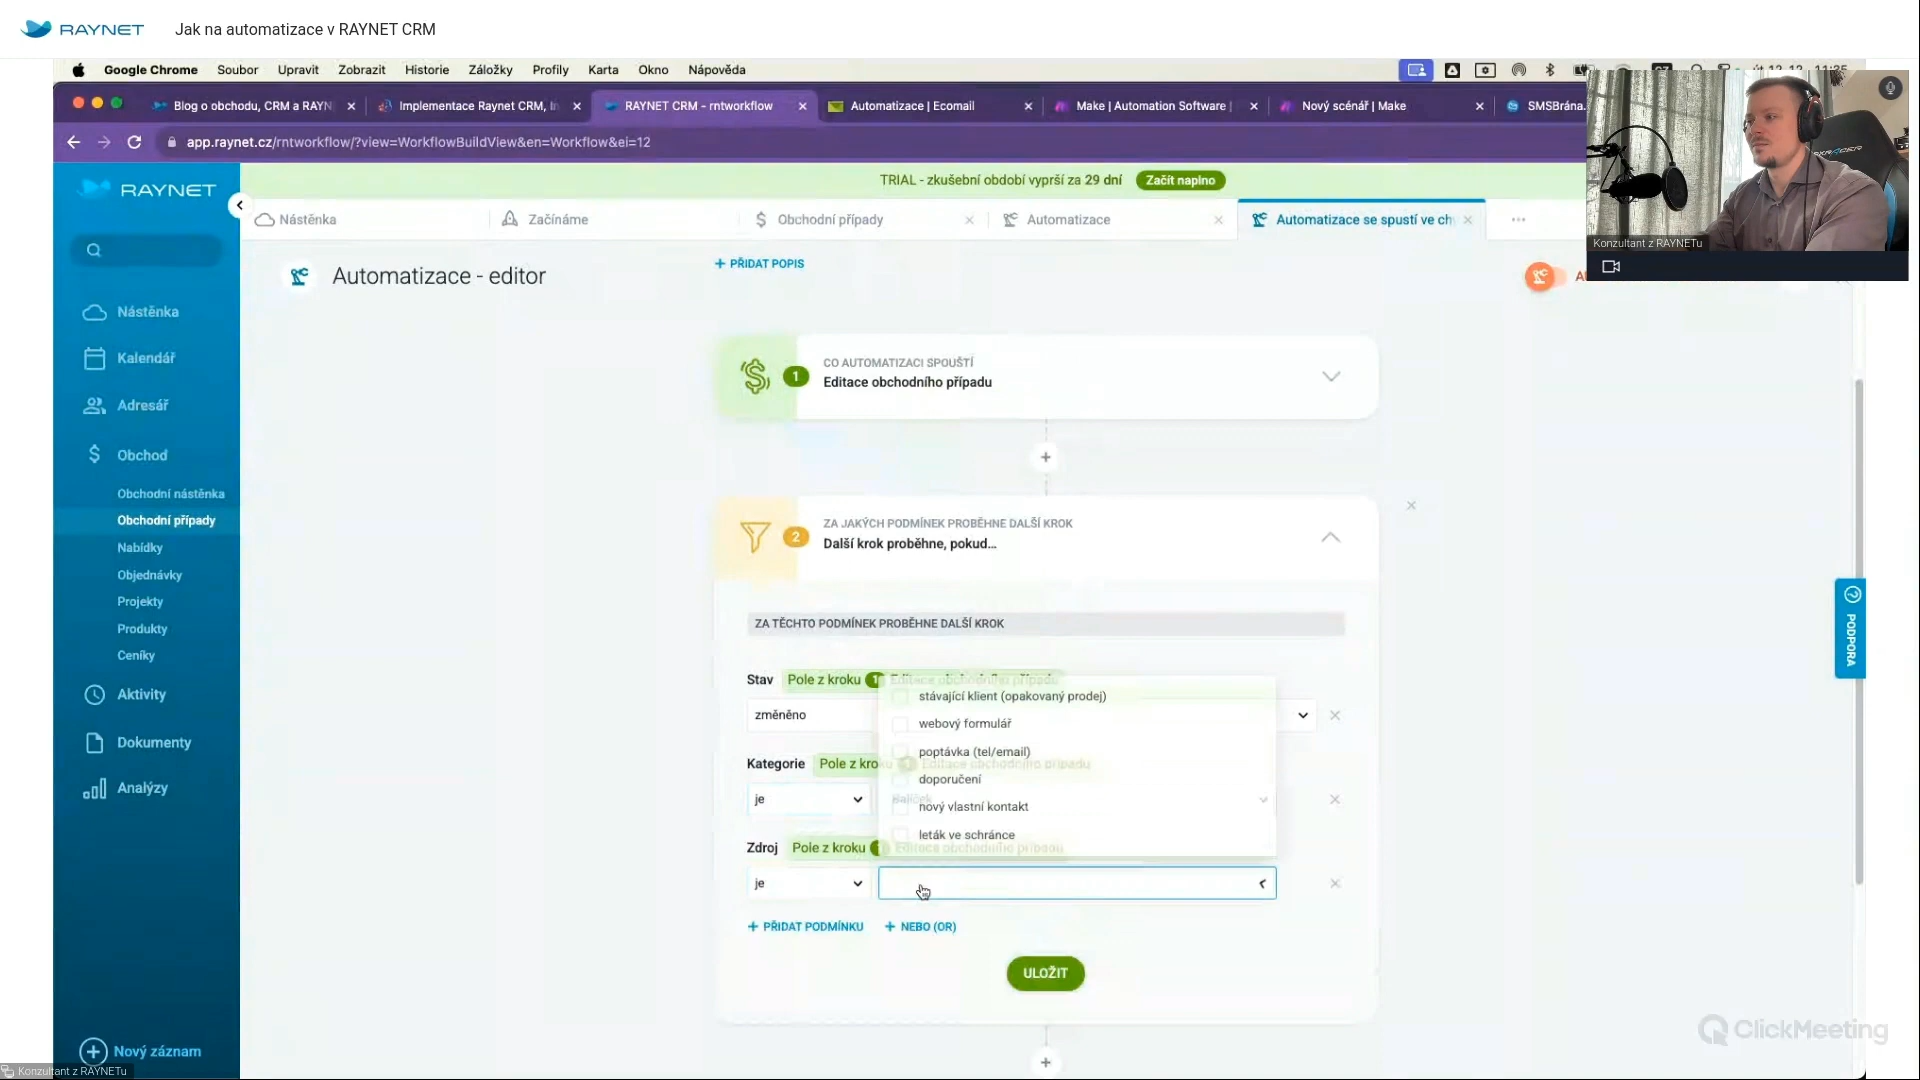 RAYNET
Jak na automatizace v RAYNET CRM
Google Chrome Soubor Upravit Zobrazit Historie Záložky Profily Karta Okno Nápověda
Blog o obchodu, CRM a RAYN
Implementace Raynet CRM, I
RAYNET CRM - rntworkflow
Automatizace | Ecomail
Make | Automation Software
Nový scénář | Make
SMSBrána.
app.raynet.cz/rntworkflow/?view=WorkflowBuildView&en=Workflow&ei=12
Konzultant z RAYNETu
RAYNET
TRIAL - zkušební období vyprší za 29 dní
Začít naplno
Nástěnka
Začínáme
Obchodní případy
Automatizace
Automatizace se spustí ve ch
Automatizace - editor
+ PŘIDAT POPIS
Nástěnka
Kalendář
Adresář
Obchod
Obchodní nástěnka
Obchodní případy
Nabídky
Objednávky
Projekty
Produkty
Ceníky
Aktivity
Dokumenty
Analýzy
Nový záznam
1
CO AUTOMATIZACI SPOUŠTÍ
Editace obchodního případu
2
ZA JAKÝCH PODMÍNEK PROBĚHNE DALŠÍ KROK
Další krok proběhne, pokud...
ZA TĚCHTO PODMÍNEK PROBĚHNE DALŠÍ KROK
Stav Pole z kroku 1 Editace obchodního případu
změněno
stávající klient (opakovaný prodej)
webový formulář
poptávka (tel/email)
doporučení
nový vlastní kontakt
leták ve schránce
Kategorie Pole z kroku 1 Editace obchodního případu
je
Balíček
Zdroj Pole z kroku 1 Editace obchodního případu
je
+ PŘIDAT PODMÍNKU
+ NEBO (OR)
ULOŽIT
PODPORA
ClickMeeting
Konzultant z RAYNETu